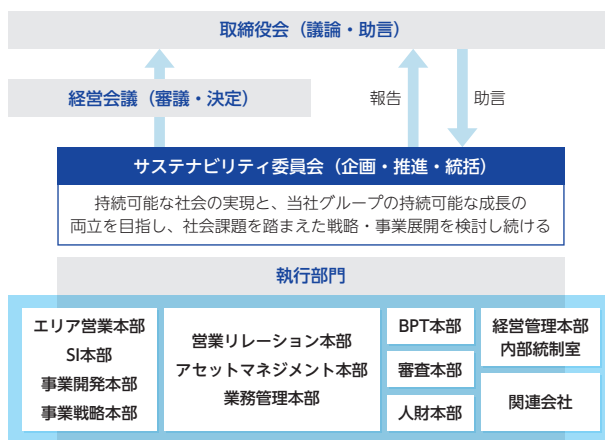 取締役会（議論・助言）
経営会議（審議・決定）
報告
助言
サステナビリティ委員会（企画・推進・統括）
持続可能な社会の実現と、当社グループの持続可能な成長の
両立を目指し、社会課題を踏まえた戦略・事業展開を検討し続ける
執行部門
エリア営業本部
SI本部
事業開発本部
事業戦略本部
営業リレーション本部
アセットマネジメント本部
業務管理本部
BPT本部
審査本部
人財本部
経営管理本部
内部統制室
関連会社